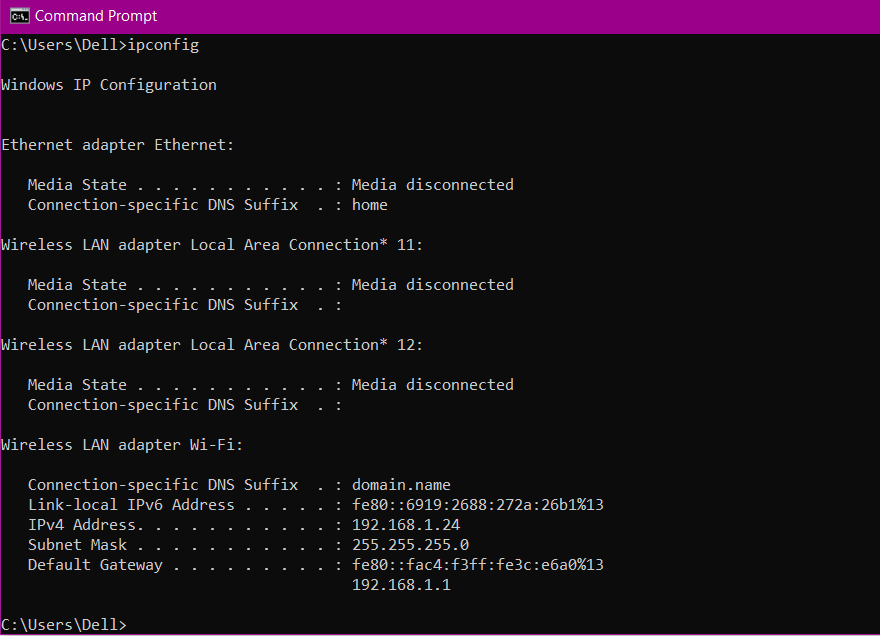 Command Prompt
C:\Users\Dell>ipconfig
Windows IP Configuration
Ethernet adapter Ethernet:
   Media State . . . . . . . . . . . : Media disconnected
   Connection-specific DNS Suffix  . : home
Wireless LAN adapter Local Area Connection* 11:
   Media State . . . . . . . . . . . : Media disconnected
   Connection-specific DNS Suffix  . :
Wireless LAN adapter Local Area Connection* 12:
   Media State . . . . . . . . . . . : Media disconnected
   Connection-specific DNS Suffix  . :
Wireless LAN adapter Wi-Fi:
   Connection-specific DNS Suffix  . : domain.name
   Link-local IPv6 Address . . . . . : fe80::6919:2688:272a:26b1%13
   IPv4 Address. . . . . . . . . . . : 192.168.1.24
   Subnet Mask . . . . . . . . . . . : 255.255.255.0
   Default Gateway . . . . . . . . . : fe80::fac4:f3ff:fe3c:e6a0%13
                                       192.168.1.1
C:\Users\Dell>